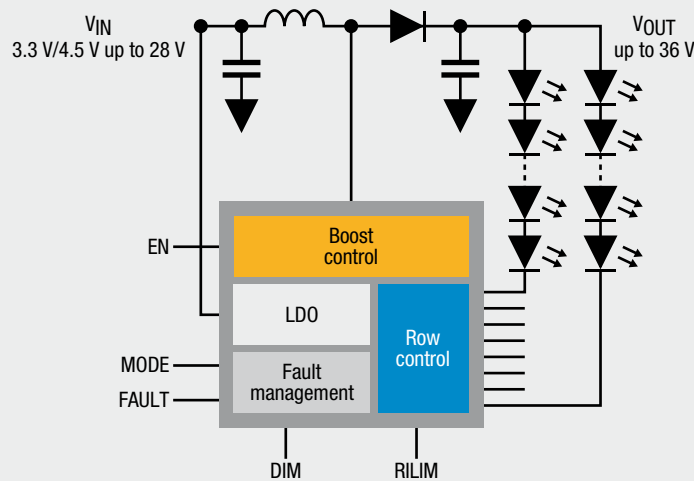 VIN
3.3 V/4.5 V up to 28 V
VOUT
up to 36 V
EN
Boost
control
LDO
Row
control
MODE
Fault
management
FAULT
DIM
RILIM